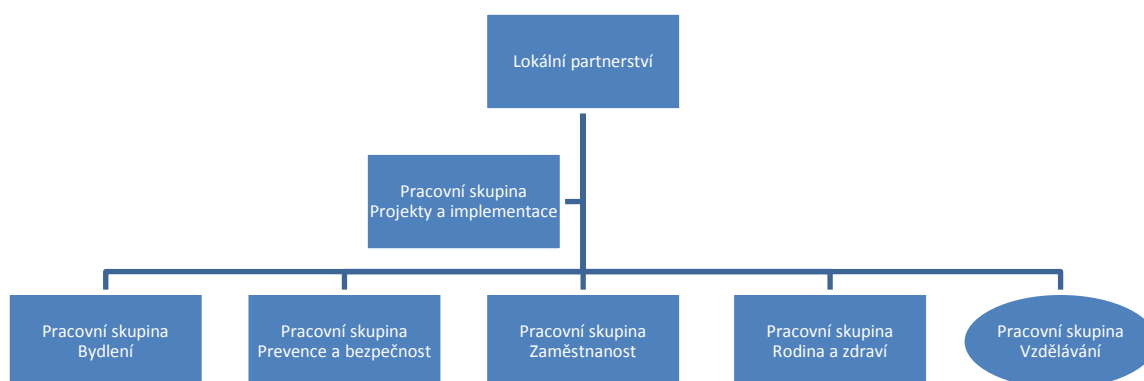 Lokální partnerství
Pracovní skupina
Projekty a implementace
Pracovní skupina
Bydlení
Pracovní skupina
Prevence a bezpečnost
Pracovní skupina
Zaměstnanost
Pracovní skupina
Rodina a zdraví
Pracovní skupina
Vzdělávání